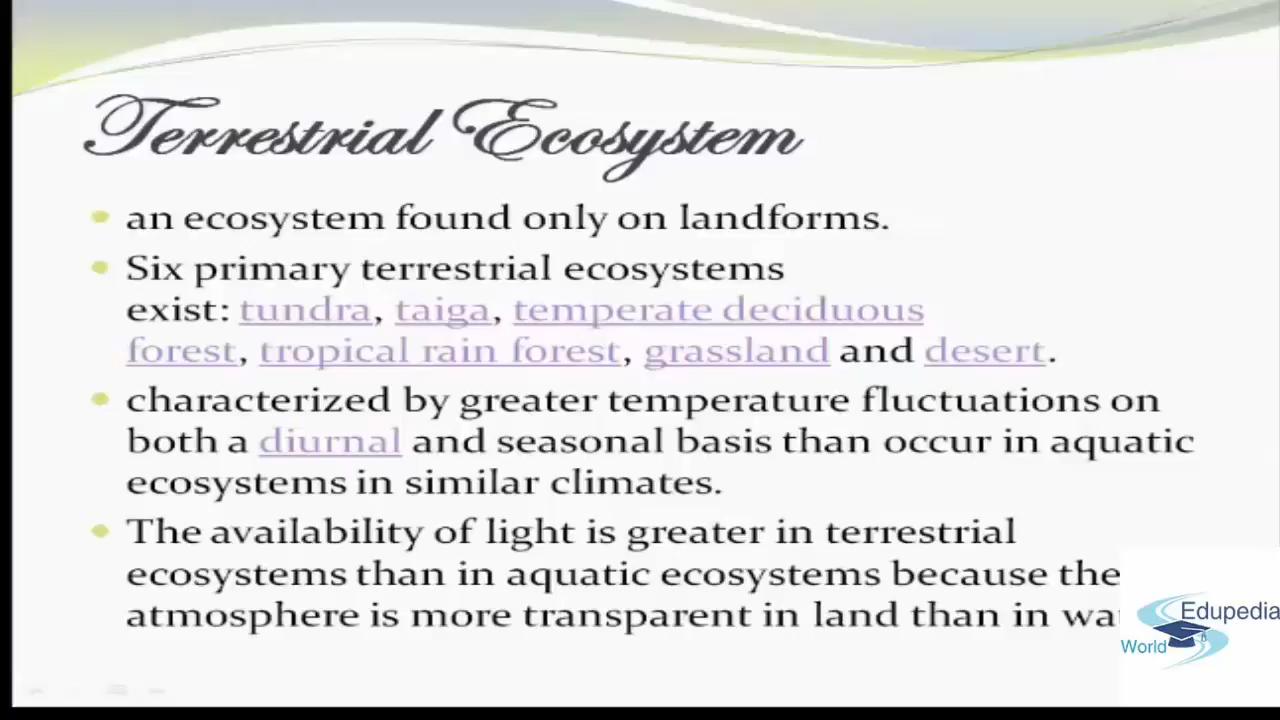 Terrestrial Ecosystem
an ecosystem found only on landforms.
Six primary terrestrial ecosystems
exist: tundra, taiga, temperate deciduous
forest, tropical rain forest, grassland and desert.
characterized by greater temperature fluctuations on
both a diurnal and seasonal basis than occur in aquatic
ecosystems in similar climates.
The availability of light is greater in terrestrial
ecosystems than in aquatic ecosystems because the
atmosphere is more transparent in land than in
Edupedia
World